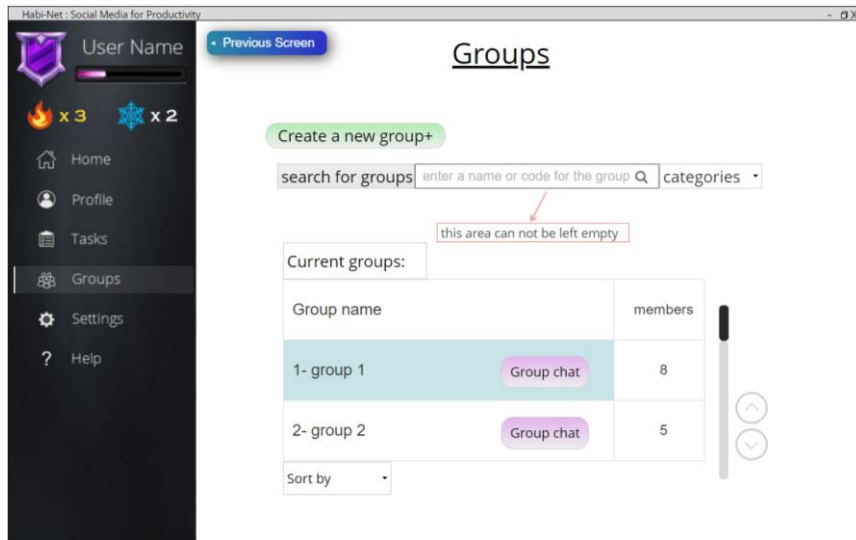 Habi-Net : Social Media for Productivity
User Name
Previous Screen
Groups
x 3
x 2
Home
Profile
Tasks
Groups
Settings
? Help
Create a new group+
search for groups enter a name or code for the group categories
this area can not be left empty
Current groups:
Group name members
1- group 1 Group chat 8
2- group 2 Group chat 5
Sort by